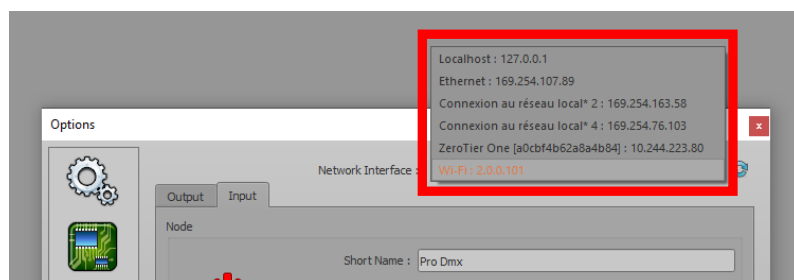 Localhost : 127.0.0.1
Ethernet : 169.254.107.89
Connexion au réseau local* 2 : 169.254.163.58
Connexion au réseau local* 4 : 169.254.76.103
ZeroTier One [a0cbf4b62a8a4b84] : 10.244.223.80
Wi-Fi : 2.0.0.101
Options
x
Network Interface :
Output Input
Node
Short Name : Pro Dmx